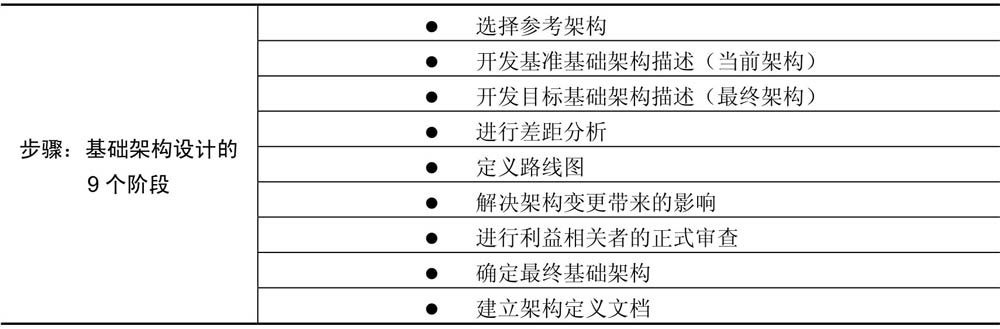 步骤：基础架构设计的
9 个阶段
● 选择参考架构
● 开发基准基础架构描述（当前架构）
● 开发目标基础架构描述（最终架构）
● 进行差距分析
● 定义路线图
● 解决架构变更带来的影响
● 进行利益相关者的正式审查
● 确定最终基础架构
● 建立架构定义文档